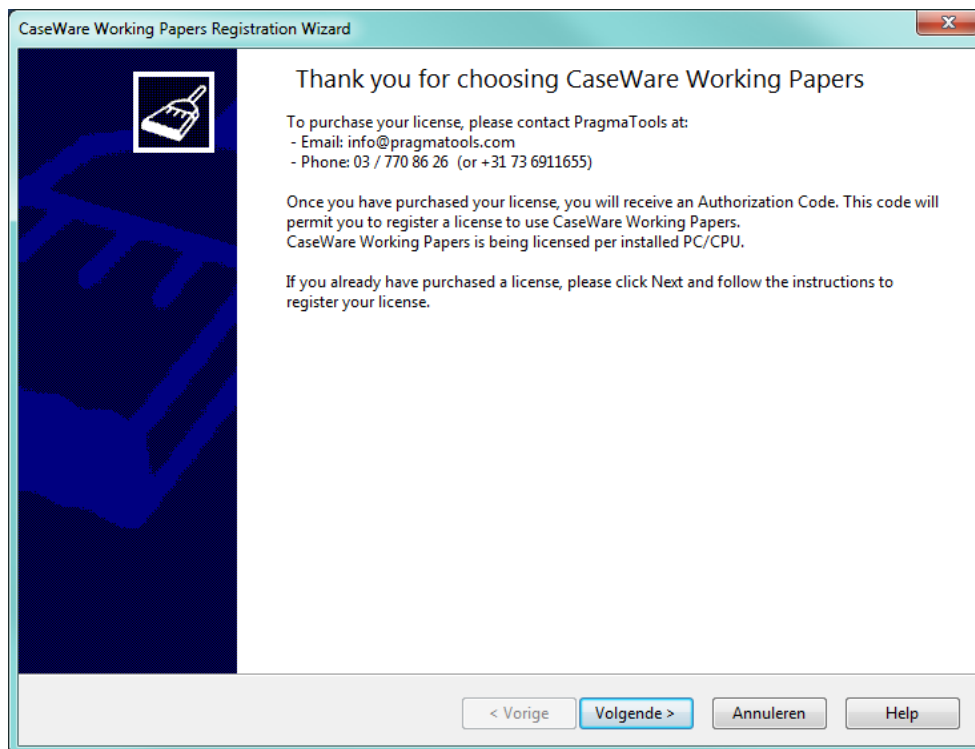 CaseWare Working Papers Registration Wizard
Thank you for choosing CaseWare Working Papers
To purchase your license, please contact PragmaTools at:
- Email: info@pragmatools.com
- Phone: 03 / 770 86 26 (or +31 73 6911655)
Once you have purchased your license, you will receive an Authorization Code. This code will
permit you to register a license to use CaseWare Working Papers.
CaseWare Working Papers is being licensed per installed PC/CPU.
If you already have purchased a license, please click Next and follow the instructions to
register your license.
< Vorige
Volgende >
Annuleren
Help